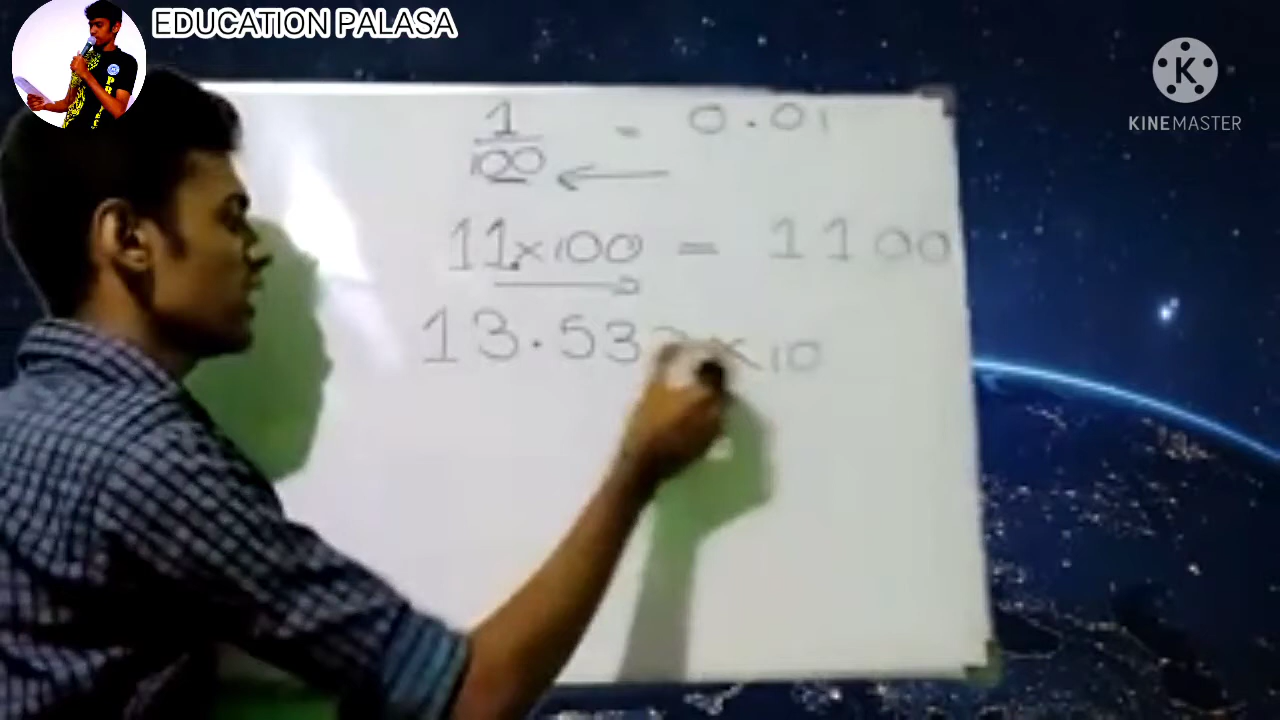 EDUCATION PALASA
K
KINEMASTER
1
100
= 0.01
11×100 = 1100
13.53
×10